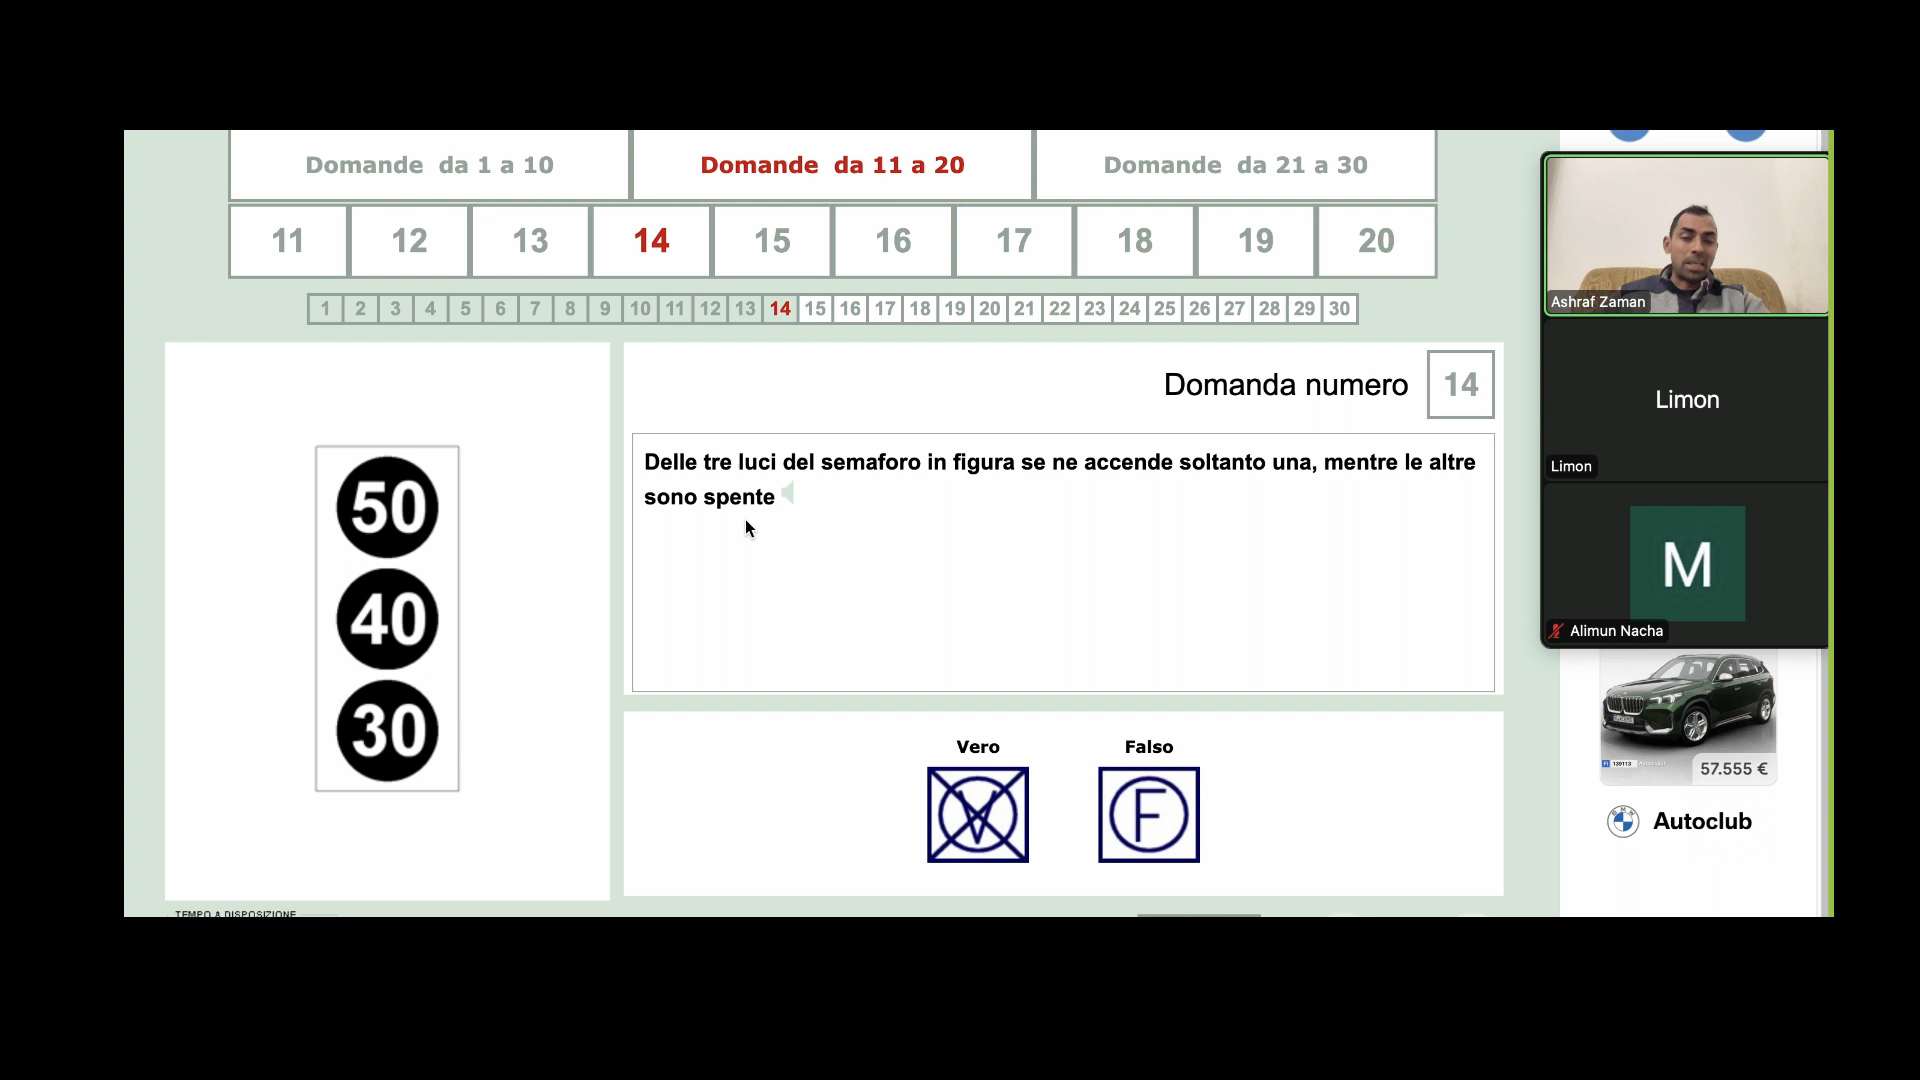 Domande da 1 a 10
Domande da 11 a 20
Domande da 21 a 30
11 12 13 14 15 16 17 18 19 20
1 2 3 4 5 6 7 8 9 10 11 12 13 14 15 16 17 18 19 20 21 22 23 24 25 26 27 28 29 30
50
40
30
Domanda numero 14
Delle tre luci del semaforo in figura se ne accende soltanto una, mentre le altre
sono spente
Vero
Falso
V
F
TEMPO A DISPOSIZIONE
Ashraf Zaman
Limon
Limon
M
Alimun Nacha
57.555 €
BMW
Autoclub